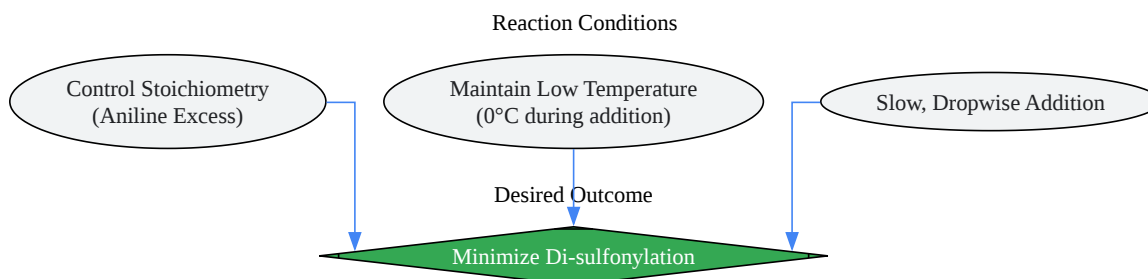 Reaction Conditions
Control Stoichiometry
(Aniline Excess)
Maintain Low Temperature
(0°C during addition)
Slow, Dropwise Addition
Desired Outcome
Minimize Di-sulfonylation